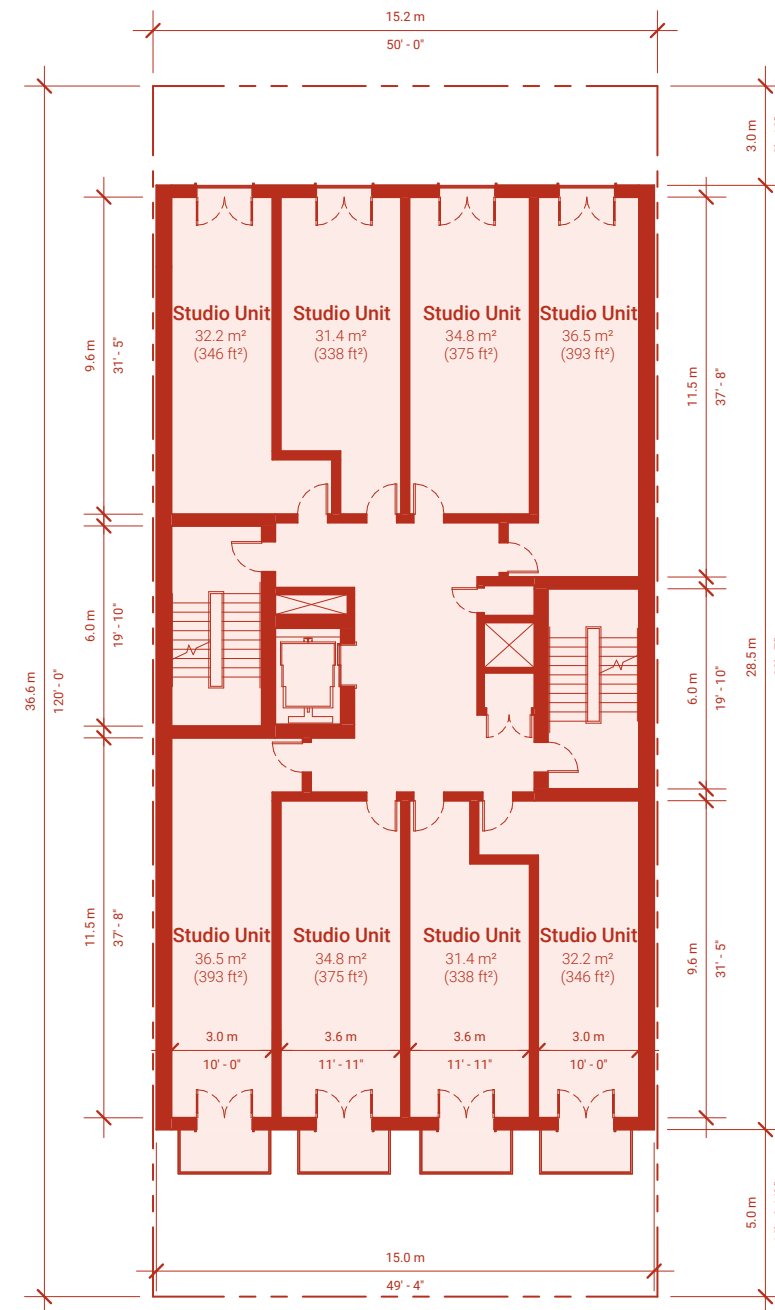 15.2 m
50' - 0"
3.0 m
9.6 m
31' - 5"
Studio Unit
32.2 m²
(346 ft²)
Studio Unit
31.4 m²
(338 ft²)
Studio Unit
34.8 m²
(375 ft²)
Studio Unit
36.5 m²
(393 ft²)
11.5 m
37' - 8"
6.0 m
19' - 10"
36.6 m
120' - 0"
6.0 m
19' - 10"
28.5 m
11.5 m
37' - 8"
Studio Unit
36.5 m²
(393 ft²)
Studio Unit
34.8 m²
(375 ft²)
Studio Unit
31.4 m²
(338 ft²)
Studio Unit
32.2 m²
(346 ft²)
9.6 m
31' - 5"
3.0 m
10' - 0"
3.6 m
11' - 11"
3.6 m
11' - 11"
3.0 m
10' - 0"
5.0 m
15.0 m
49' - 4"